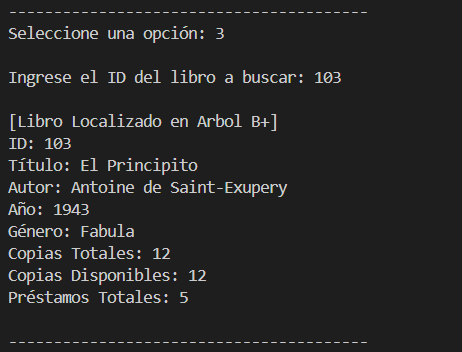 ----------------------------------------
Seleccione una opción: 3
Ingrese el ID del libro a buscar: 103
[Libro Localizado en Arbol B+]
ID: 103
Título: El Principito
Autor: Antoine de Saint-Exupery
Año: 1943
Género: Fabula
Copias Totales: 12
Copias Disponibles: 12
Préstamos Totales: 5
----------------------------------------